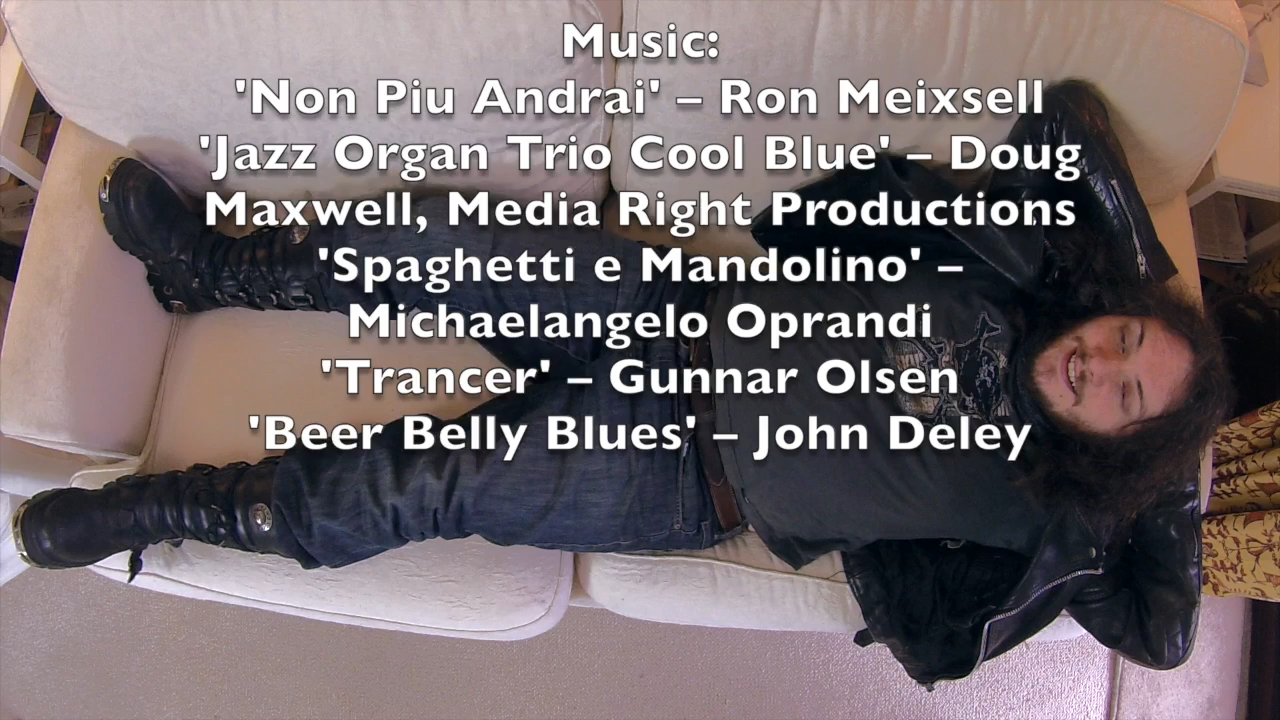 Music:
'Non Piu Andrai' – Ron Meixsell
'Jazz Organ Trio Cool Blue' – Doug
Maxwell, Media Right Productions
'Spaghetti e Mandolino' –
Michaelangelo Oprandi
'Trancer' – Gunnar Olsen
'Beer Belly Blues' – John Deley